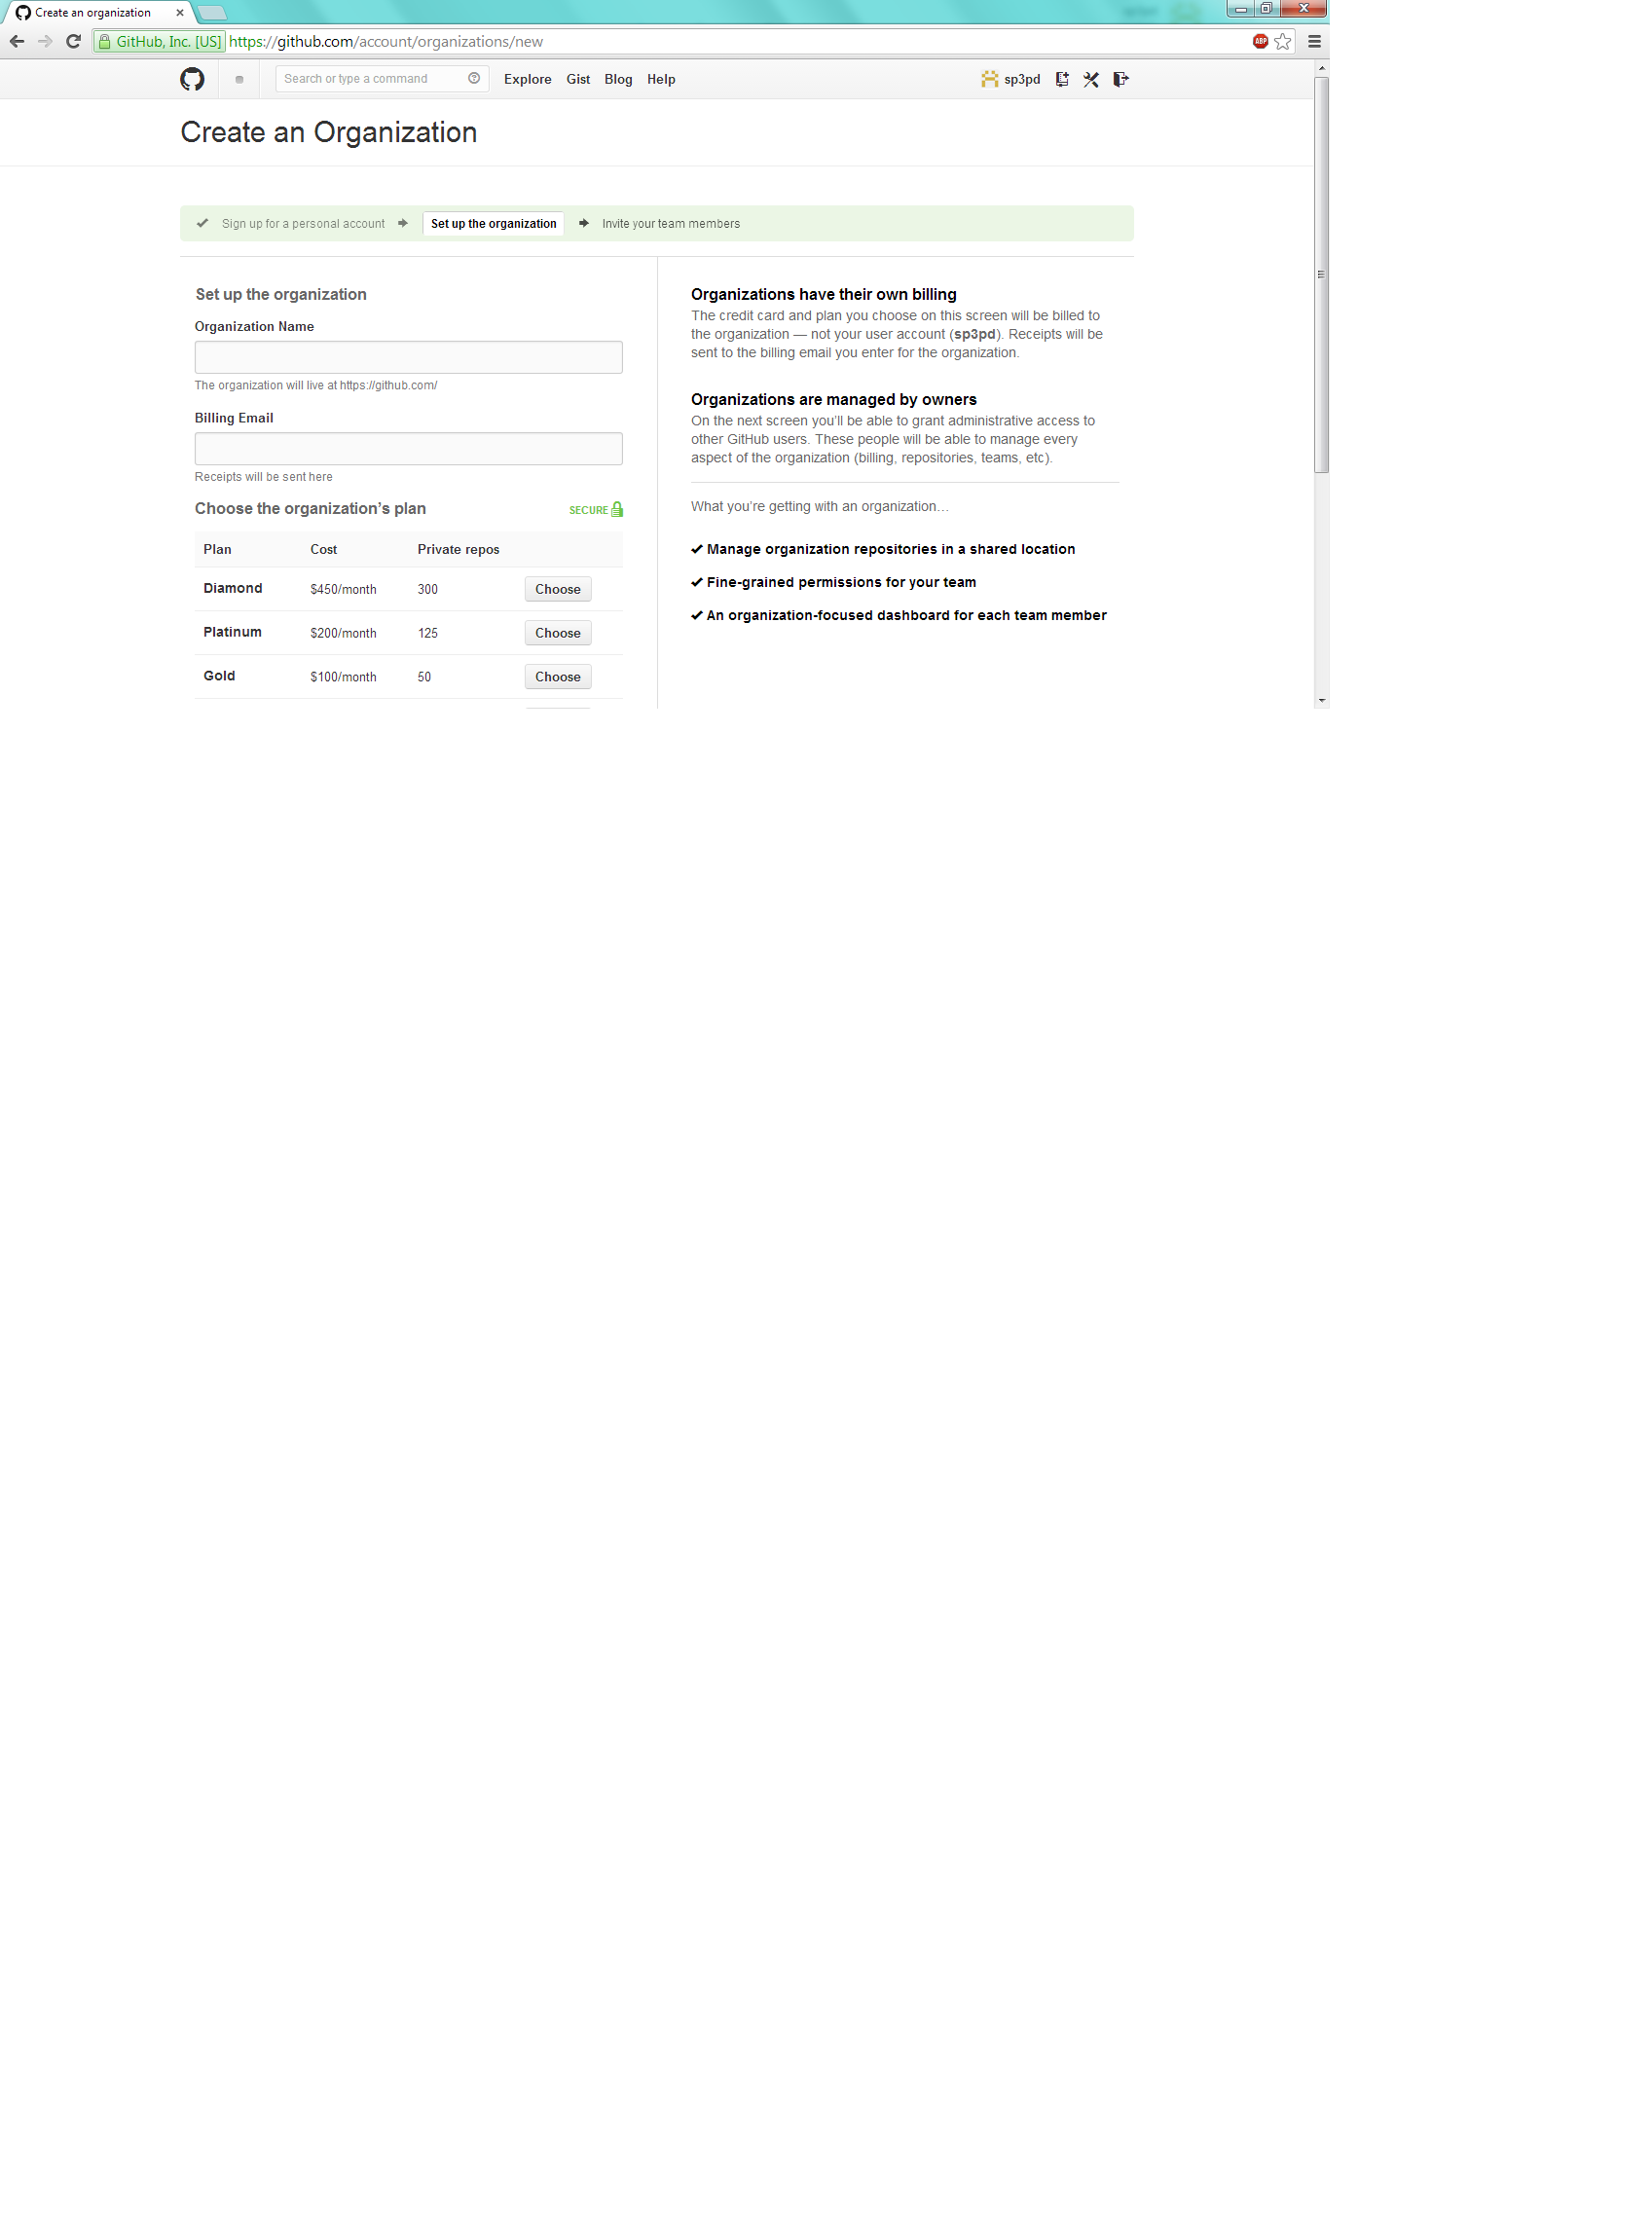 Create an organization
GitHub, Inc. [US] https://github.com/account/organizations/new
ABP
Search or type a command Explore Gist Blog Help sp3pd
Create an Organization
Sign up for a personal account Set up the organization Invite your team members
Set up the organization
Organization Name
The organization will live at https://github.com/
Billing Email
Receipts will be sent here
Choose the organization’s plan SECURE
Plan Cost Private repos
Diamond $450/month 300 Choose
Platinum $200/month 125 Choose
Gold $100/month 50 Choose
Organizations have their own billing
The credit card and plan you choose on this screen will be billed to
the organization — not your user account (sp3pd). Receipts will be
sent to the billing email you enter for the organization.
Organizations are managed by owners
On the next screen you’ll be able to grant administrative access to
other GitHub users. These people will be able to manage every
aspect of the organization (billing, repositories, teams, etc).
What you’re getting with an organization…
Manage organization repositories in a shared location
Fine-grained permissions for your team
An organization-focused dashboard for each team member